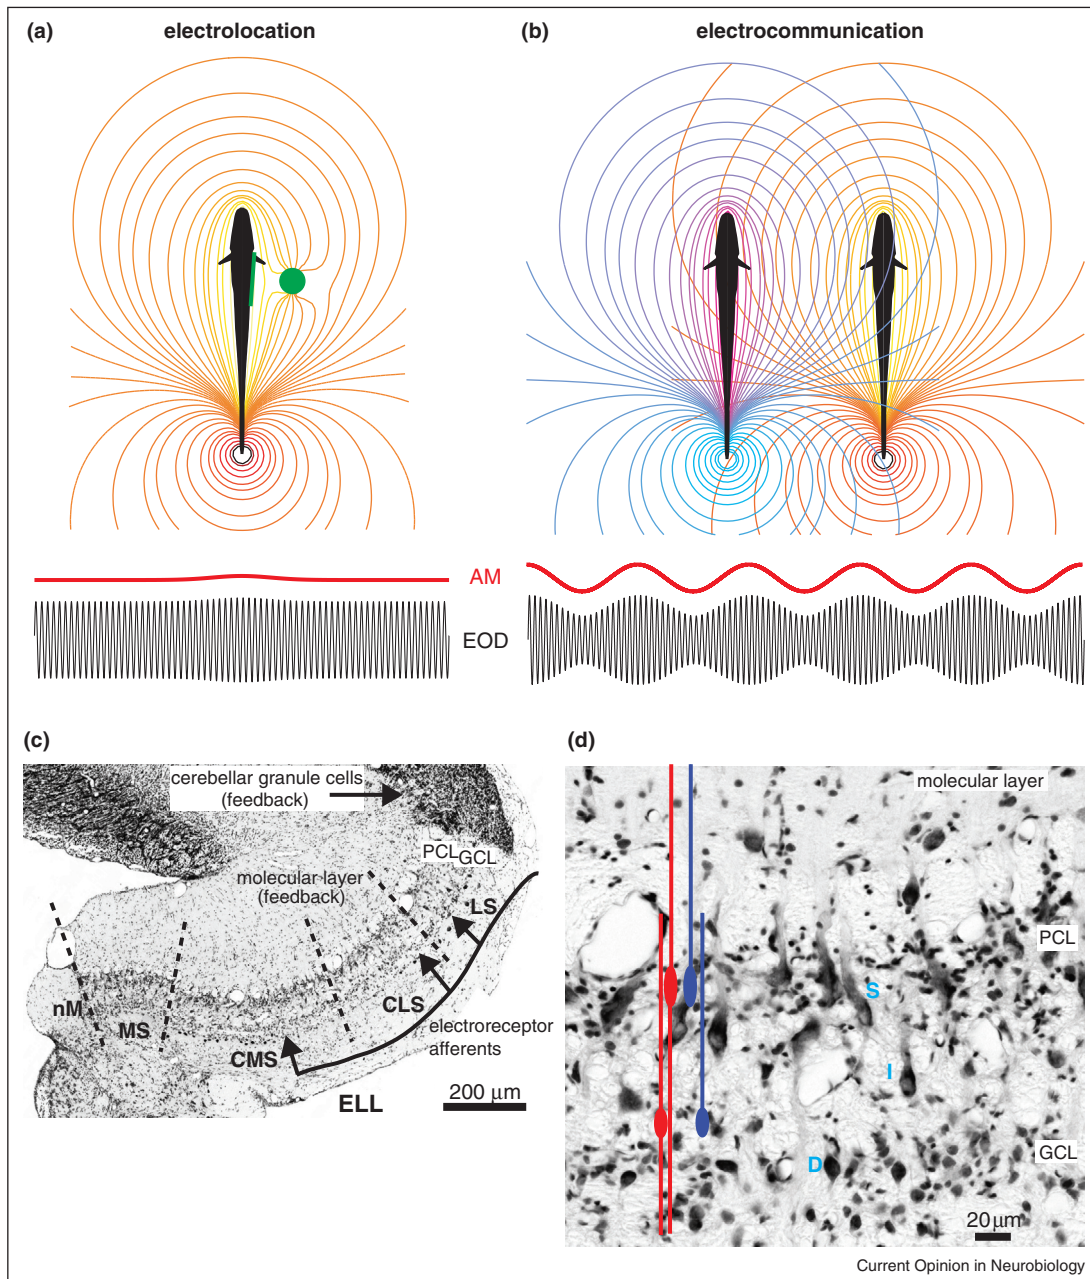 (a)
electrolocation
(b)
electrocommunication
AM
EOD
(c)
cerebellar granule cells
(feedback)
PCL
GCL
molecular layer
(feedback)
LS
CLS
nM
MS
CMS
electroreceptor
afferents
ELL
200 μm
(d)
molecular layer
PCL
S
I
GCL
D
20 μm
Current Opinion in Neurobiology